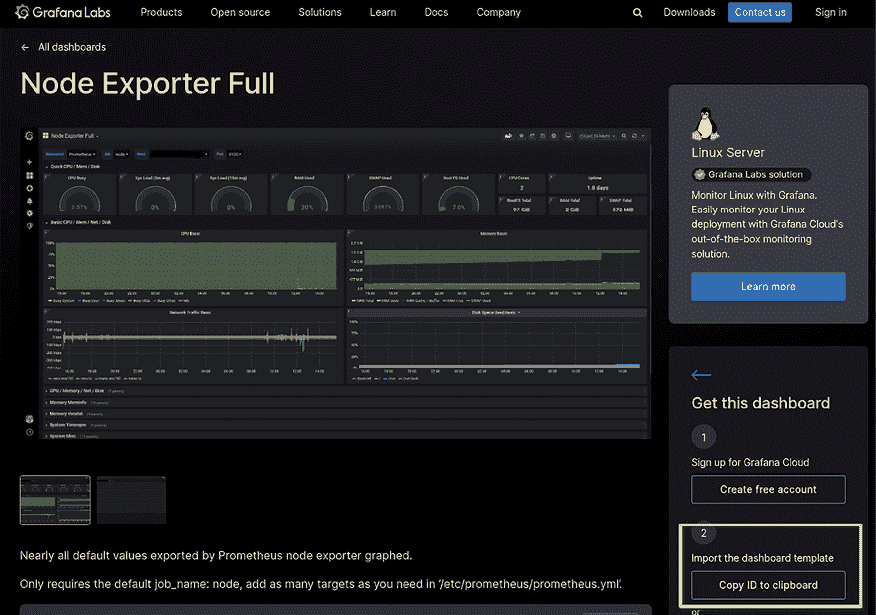 Grafana Labs Products Open source Solutions Learn Docs Company Downloads Contact us Sign in
← All dashboards
Node Exporter Full
Node Exporter Full
Quick CPU / Mem / Disk
CPU Busy Sys Load (5m avg) Sys Load (15m avg) RAM Used SWAP Used Root FS Used CPU Cores Uptime
2 1.8 days
RootFS Total RAM Total SWAP Total
0% 0% 20% 7.0%
Basic CPU / Mem / Net / Disk
CPU Basic Memory Basic
Network Traffic Basic Disk Space Used Basic
CPU / Memory / Net / Disk
Memory Meminfo
Memory Vmstat
System Timesync
System Misc
Nearly all default values exported by Prometheus node exporter graphed.
Only requires the default job_name: node, add as many targets as you need in '/etc/prometheus/prometheus.yml'.
Linux Server
Grafana Labs solution
Monitor Linux with Grafana.
Easily monitor your Linux
deployment with Grafana Cloud's
out-of-the-box monitoring
solution.
Learn more
←
Get this dashboard
1
Sign up for Grafana Cloud
Create free account
2
Import the dashboard template
Copy ID to clipboard
or